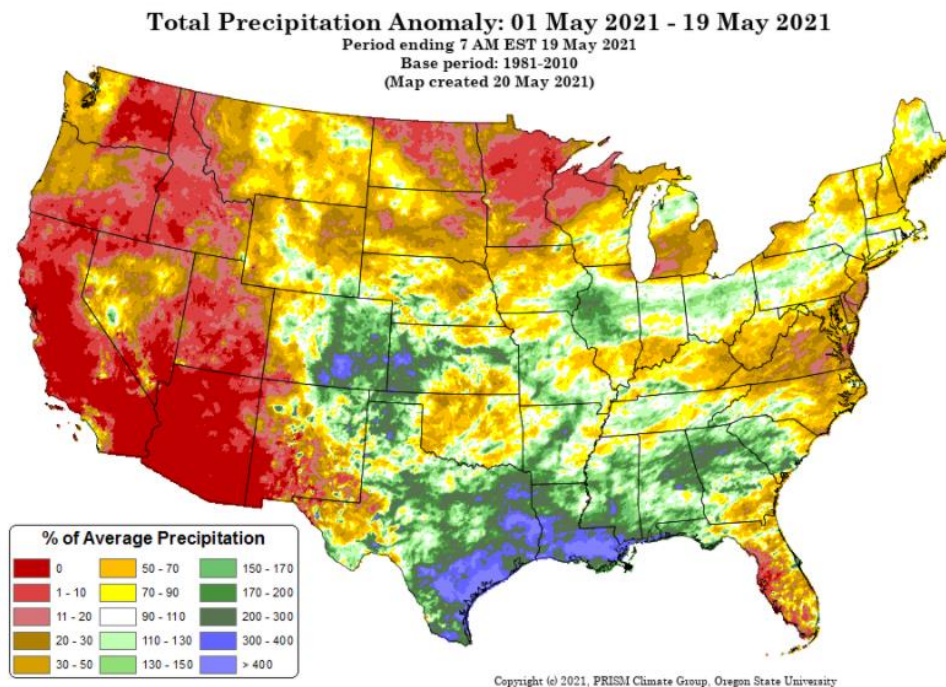 Total Precipitation Anomaly: 01 May 2021 - 19 May 2021
Period ending 7 AM EST 19 May 2021
Base period: 1981-2010
(Map created 20 May 2021)
% of Average Precipitation
0
50 - 70
150 - 170
1 - 10
70 - 90
170 - 200
11 - 20
90 - 110
200 - 300
20 - 30
110 - 130
300 - 400
30 - 50
130 - 150
> 400
Copyright (c) 2021, PRISM Climate Group, Oregon State University